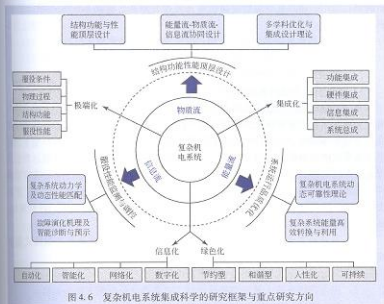 结构功能与性
能顶层设计
能量流-物质流-
信息流协同设计
多学科优化与
集成设计理论
结构功能性能顶层设计
服役条件
物理过程
结构功能
服役性能
极端化
物质流
复杂机
电系统
信息流
能量流
集成化
功能集成
硬件集成
信息集成
系统总成
复杂系统动力学
及动态性能匹配
故障演化机理及
智能诊断与预示
复杂机电系统动
态可靠性理论
复杂系统能量高
效转换与利用
信息化
绿色化
自动化
智能化
网络化
数字化
节约型
和谐型
人性化
可持续
图 4.6 复杂机电系统集成科学的研究框架与重点研究方向